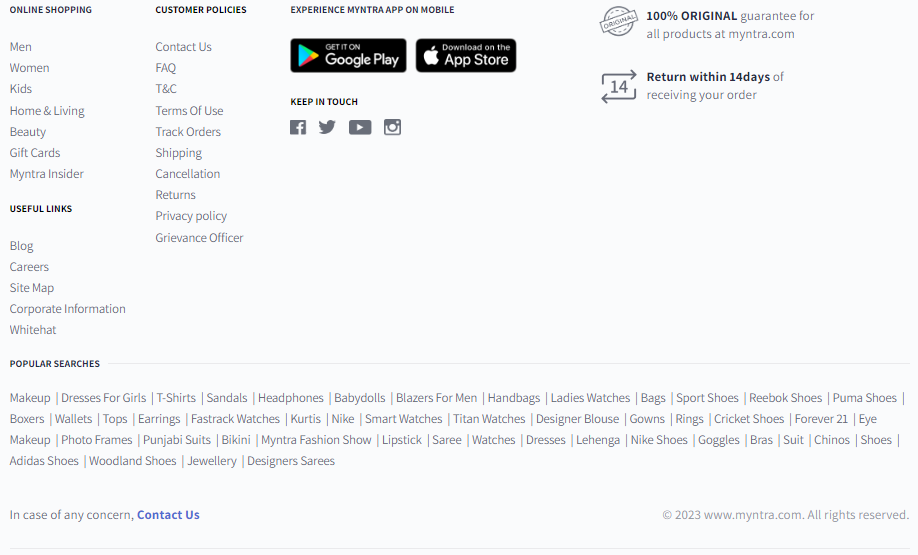 ONLINE SHOPPING
Men
Women
Kids
Home & Living
Beauty
Gift Cards
Myntra Insider
USEFUL LINKS
Blog
Careers
Site Map
Corporate Information
Whitehat
CUSTOMER POLICIES
Contact Us
FAQ
T&C
Terms Of Use
Track Orders
Shipping
Cancellation
Returns
Privacy policy
Grievance Officer
EXPERIENCE MYNTRA APP ON MOBILE
GET IT ON
Google Play
Download on the
App Store
KEEP IN TOUCH
ORIGINAL
100% ORIGINAL guarantee for
all products at myntra.com
14
Return within 14days of
receiving your order
POPULAR SEARCHES
Makeup | Dresses For Girls | T-Shirts | Sandals | Headphones | Babydolls | Blazers For Men | Handbags | Ladies Watches | Bags | Sport Shoes | Reebok Shoes | Puma Shoes |
Boxers | Wallets | Tops | Earrings | Fastrack Watches | Kurtis | Nike | Smart Watches | Titan Watches | Designer Blouse | Gowns | Rings | Cricket Shoes | Forever 21 | Eye
Makeup | Photo Frames | Punjabi Suits | Bikini | Myntra Fashion Show | Lipstick | Saree | Watches | Dresses | Lehenga | Nike Shoes | Goggles | Bras | Suit | Chinos | Shoes |
Adidas Shoes | Woodland Shoes | Jewellery | Designers Sarees
In case of any concern, Contact Us
© 2023 www.myntra.com. All rights reserved.